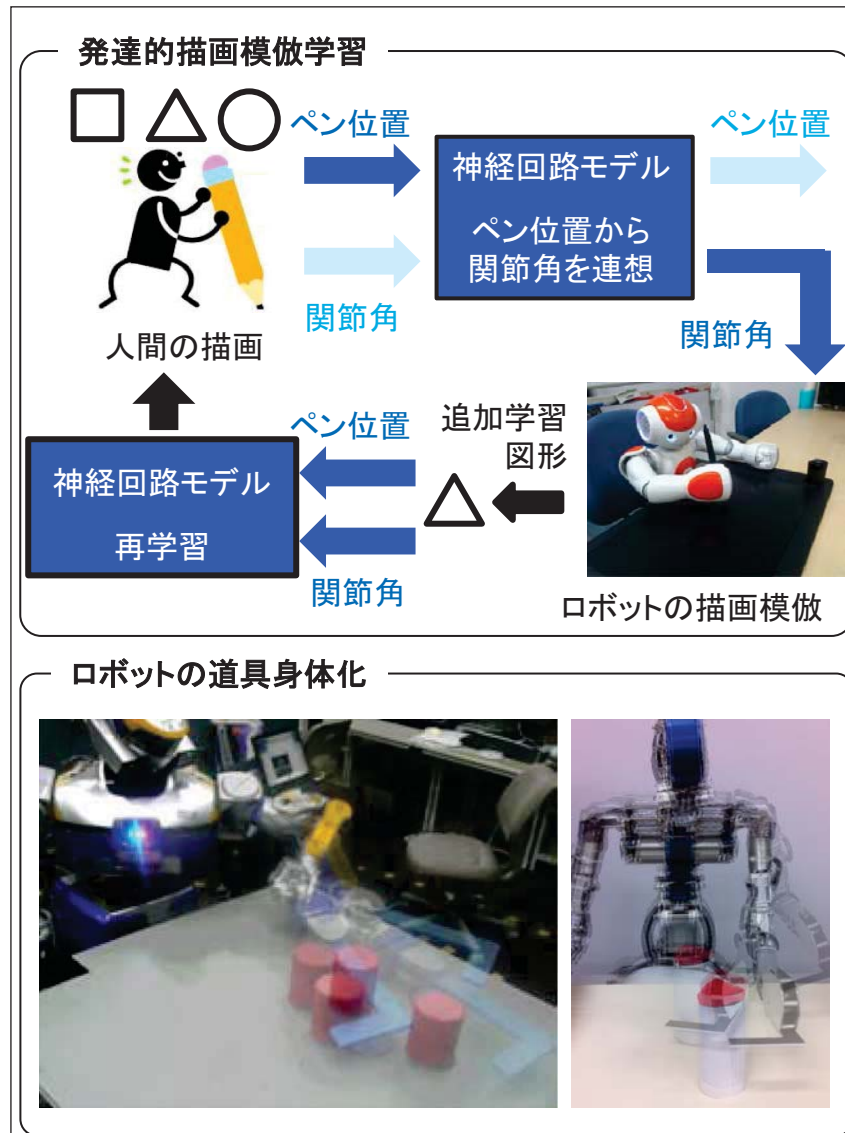 発達的描画模倣学習
ペン位置
ペン位置
神経回路モデル
ペン位置から
関節角を連想
関節角
関節角
人間の描画
ペン位置
追加学習
図形
神経回路モデル
再学習
関節角
ロボットの描画模倣
ロボットの道具身体化